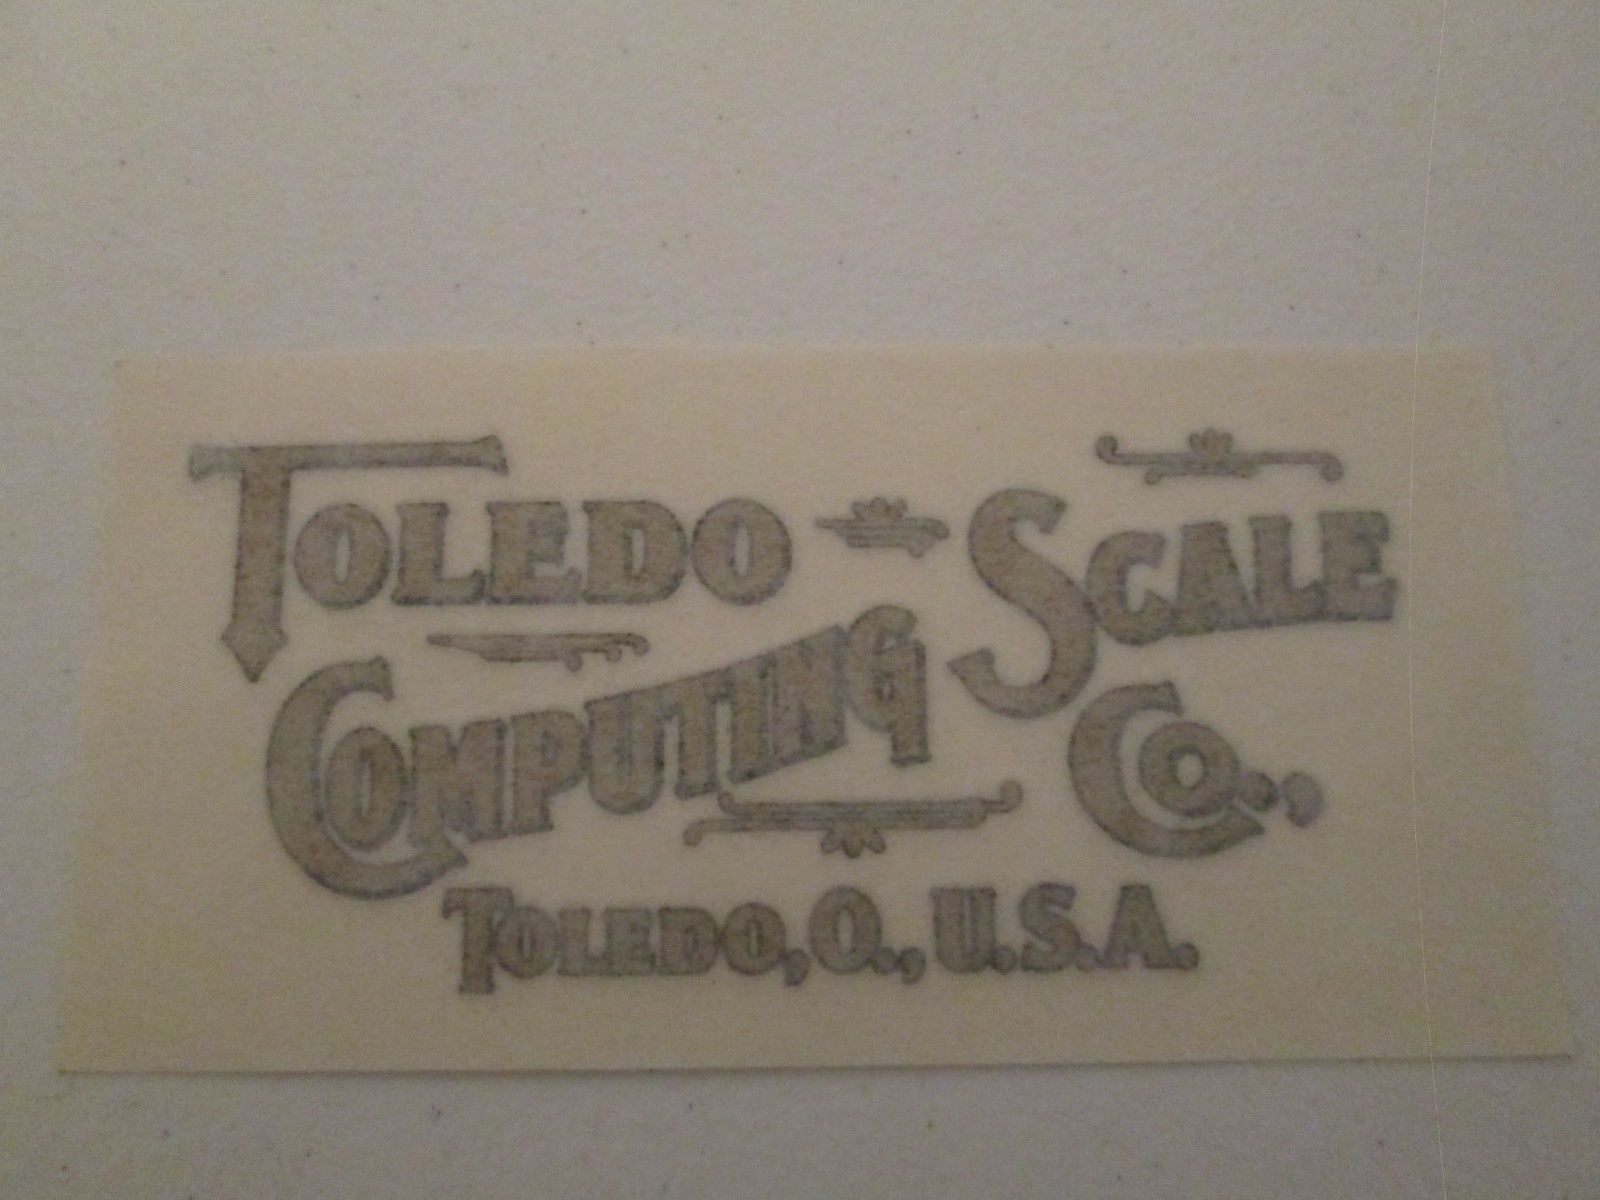 TOLEDO SCALE
COMPUTING CO.,
TOLEDO, O., U.S.A.